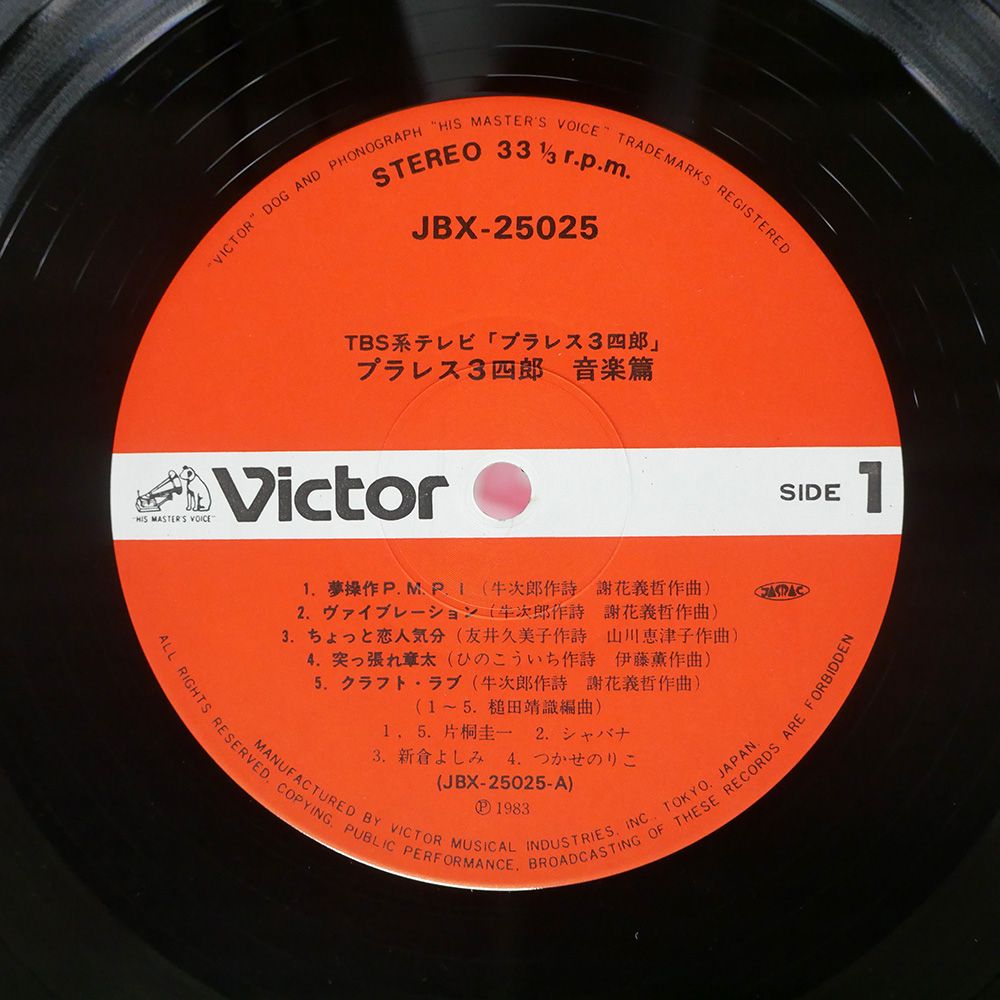 "VICTOR" DOG AND PHONOGRAPH "HIS MASTER'S VOICE" TRADEMARKS REGISTERED
STEREO 33 1/3 r.p.m.
JBX-25025
TBS系テレビ「プラレス3四郎」
プラレス3四郎 音楽篇
"HIS MASTER'S VOICE"
Victor
SIDE 1
1. 夢操作P.M.P.I(牛次郎作詩 謝花義哲作曲)
JASRAC
2. ヴァイブレーション(牛次郎作詩 謝花義哲作曲)
3. ちょっと恋人気分(友井久美子作詩 山川恵津子作曲)
4. 突っ張れ章太(ひのこういち作詩 伊藤薫作曲)
5. クラフト・ラブ(牛次郎作詩 謝花義哲作曲)
(1~5. 槌田靖識編曲)
1, 5. 片桐圭一 2. シャバナ
3. 新倉よしみ 4. つかせのりこ
(JBX-25025-A)
Ⓟ1983
MANUFACTURED BY VICTOR MUSICAL INDUSTRIES, INC., TOKYO, JAPAN
ALL RIGHTS RESERVED, COPYING, PUBLIC PERFORMANCE, BROADCASTING OF THESE RECORDS ARE FORBIDDEN